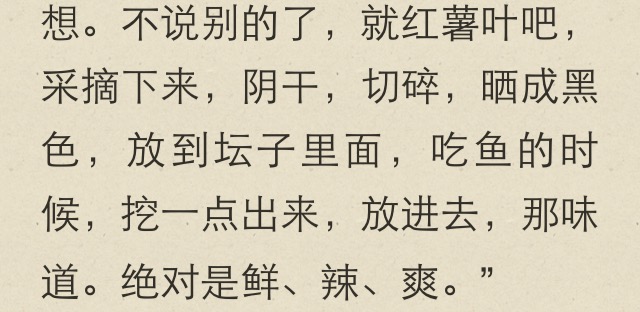 想。不说别的了，就红薯叶吧，
采摘下来，阴干，切碎，晒成黑
色，放到坛子里面，吃鱼的时
候，挖一点出来，放进去，那味
道。绝对是鲜、辣、爽。”